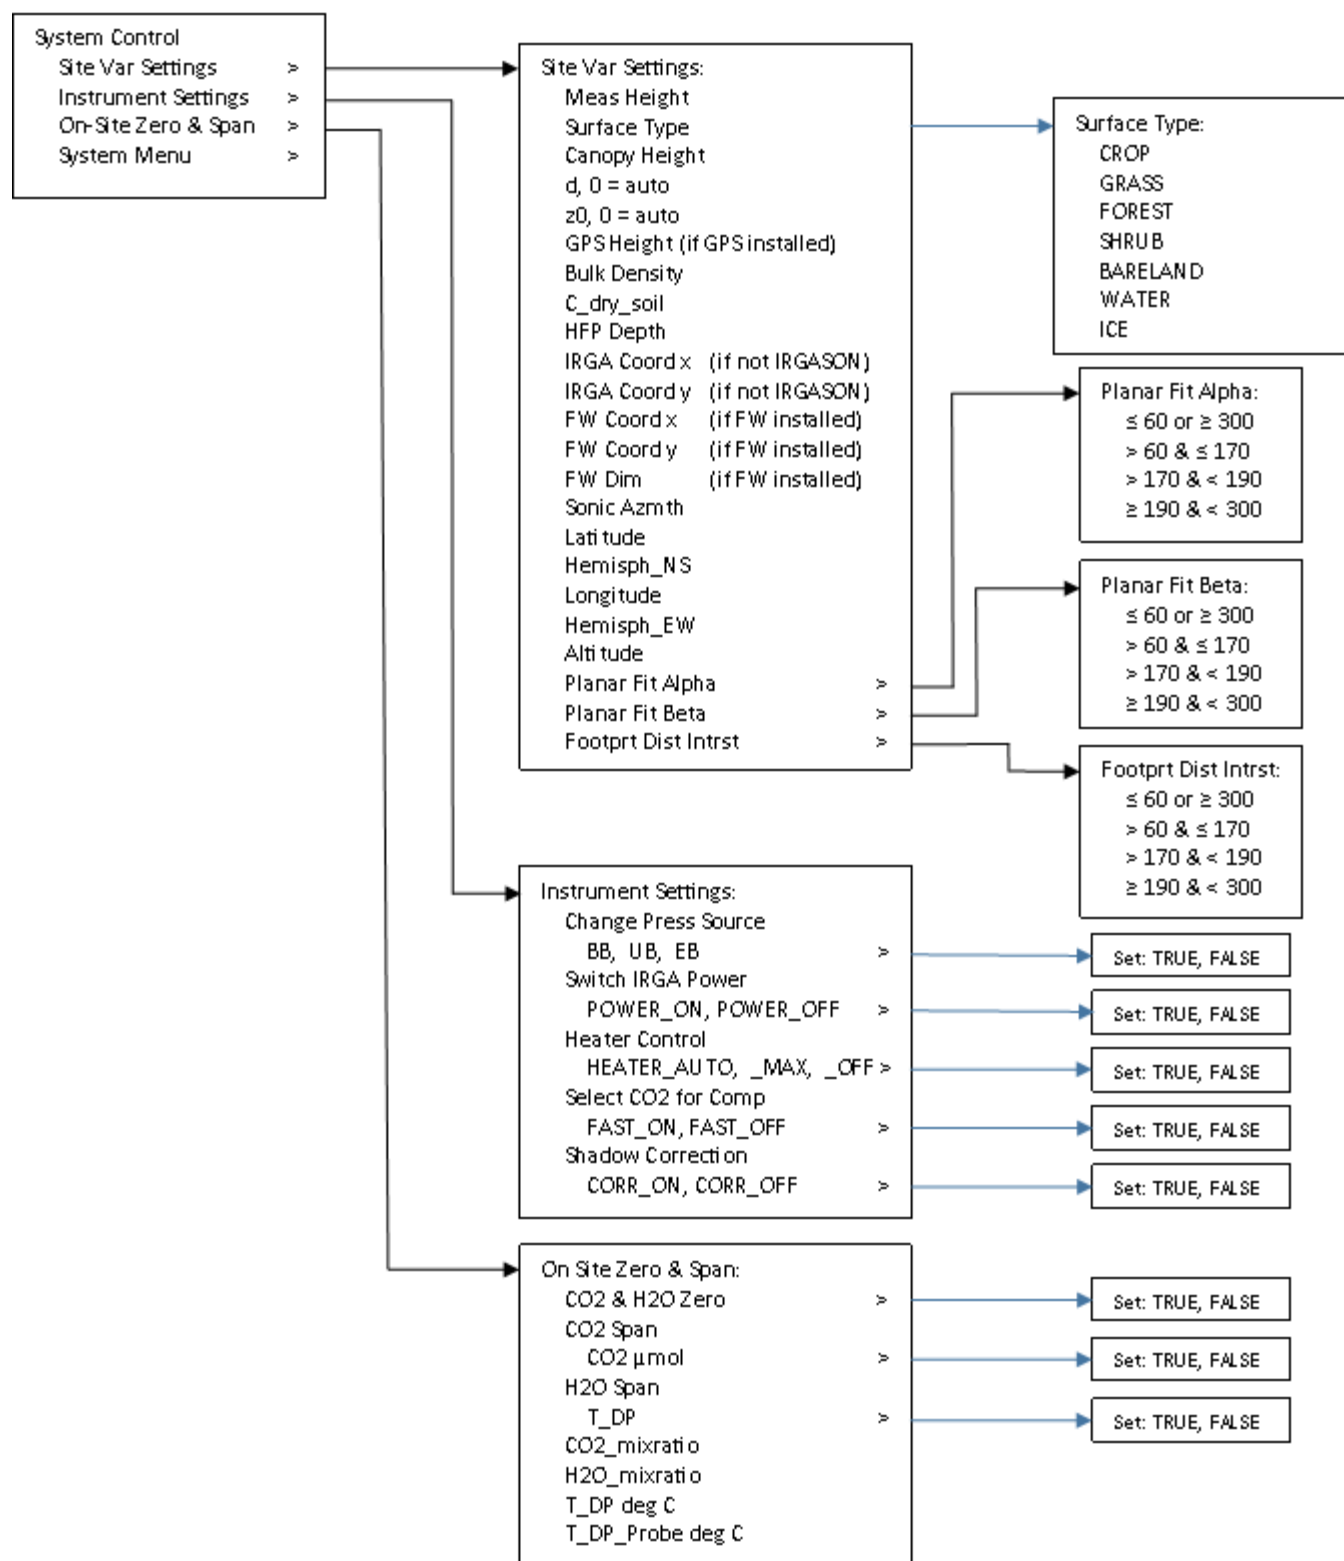 System Control
Site Var Settings >
Instrument Settings >
On-Site Zero & Span >
System Menu >
Site Var Settings:
Meas Height
Surface Type
Canopy Height
d, 0 = auto
z0, 0 = auto
GPS Height (if GPS installed)
Bulk Density
C_dry_soil
HFP Depth
IRGA Coord x (if not IRGASON)
IRGA Coord y (if not IRGASON)
FW Coord x (if FW installed)
FW Coord y (if FW installed)
FW Dim (if FW installed)
Sonic Azmth
Latitude
Hemisph_NS
Longitude
Hemisph_EW
Altitude
Planar Fit Alpha >
Planar Fit Beta >
Footprt Dist Intrst >
Surface Type:
CROP
GRASS
FOREST
SHRUB
BARELAND
WATER
ICE
Planar Fit Alpha:
≤ 60 or ≥ 300
> 60 & ≤ 170
> 170 & < 190
≥ 190 & < 300
Planar Fit Beta:
≤ 60 or ≥ 300
> 60 & ≤ 170
> 170 & < 190
≥ 190 & < 300
Footprt Dist Intrst:
≤ 60 or ≥ 300
> 60 & ≤ 170
> 170 & < 190
≥ 190 & < 300
Instrument Settings:
Change Press Source
BB, UB, EB >
Set: TRUE, FALSE
Switch IRGA Power
POWER_ON, POWER_OFF >
Set: TRUE, FALSE
Heater Control
HEATER_AUTO, _MAX, _OFF >
Set: TRUE, FALSE
Select CO2 for Comp
FAST_ON, FAST_OFF >
Set: TRUE, FALSE
Shadow Correction
CORR_ON, CORR_OFF >
Set: TRUE, FALSE
On Site Zero & Span:
CO2 & H2O Zero >
Set: TRUE, FALSE
CO2 Span
CO2 µmol >
Set: TRUE, FALSE
H2O Span
T_DP >
Set: TRUE, FALSE
CO2_mixratio
H2O_mixratio
T_DP deg C
T_DP_Probe deg C